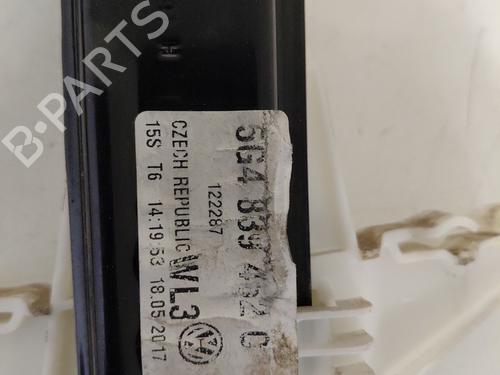 B-PARTS
5G4 839 462 C
122287
CZECH REPUBLIC WL3
15S T6 14:19:53 18.05.2017